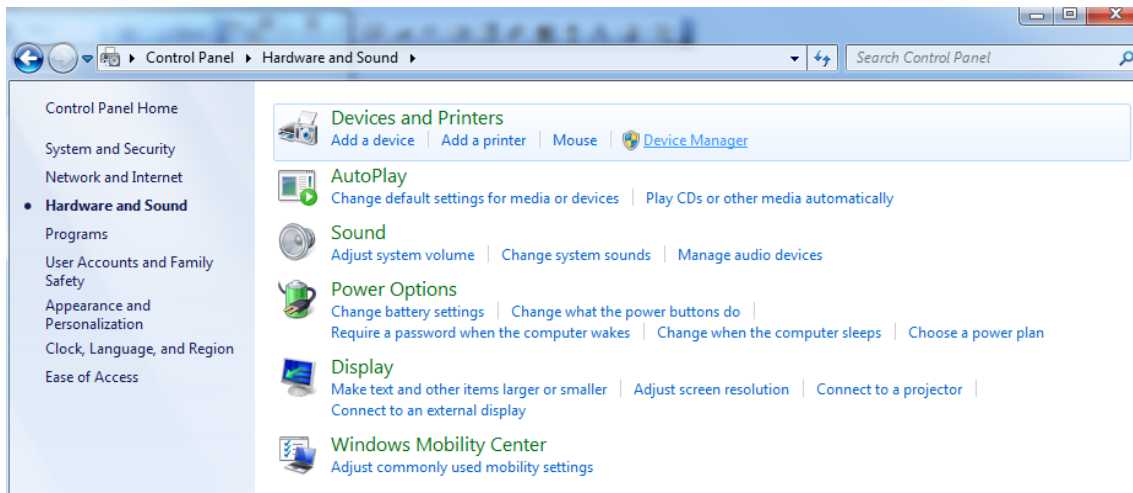 Control Panel Hardware and Sound Search Control Panel
Control Panel Home
System and Security
Network and Internet
Hardware and Sound
Programs
User Accounts and Family
Safety
Appearance and
Personalization
Clock, Language, and Region
Ease of Access
Devices and Printers
Add a device Add a printer Mouse Device Manager
AutoPlay
Change default settings for media or devices Play CDs or other media automatically
Sound
Adjust system volume Change system sounds Manage audio devices
Power Options
Change battery settings Change what the power buttons do
Require a password when the computer wakes Change when the computer sleeps Choose a power plan
Display
Make text and other items larger or smaller Adjust screen resolution Connect to a projector
Connect to an external display
Windows Mobility Center
Adjust commonly used mobility settings